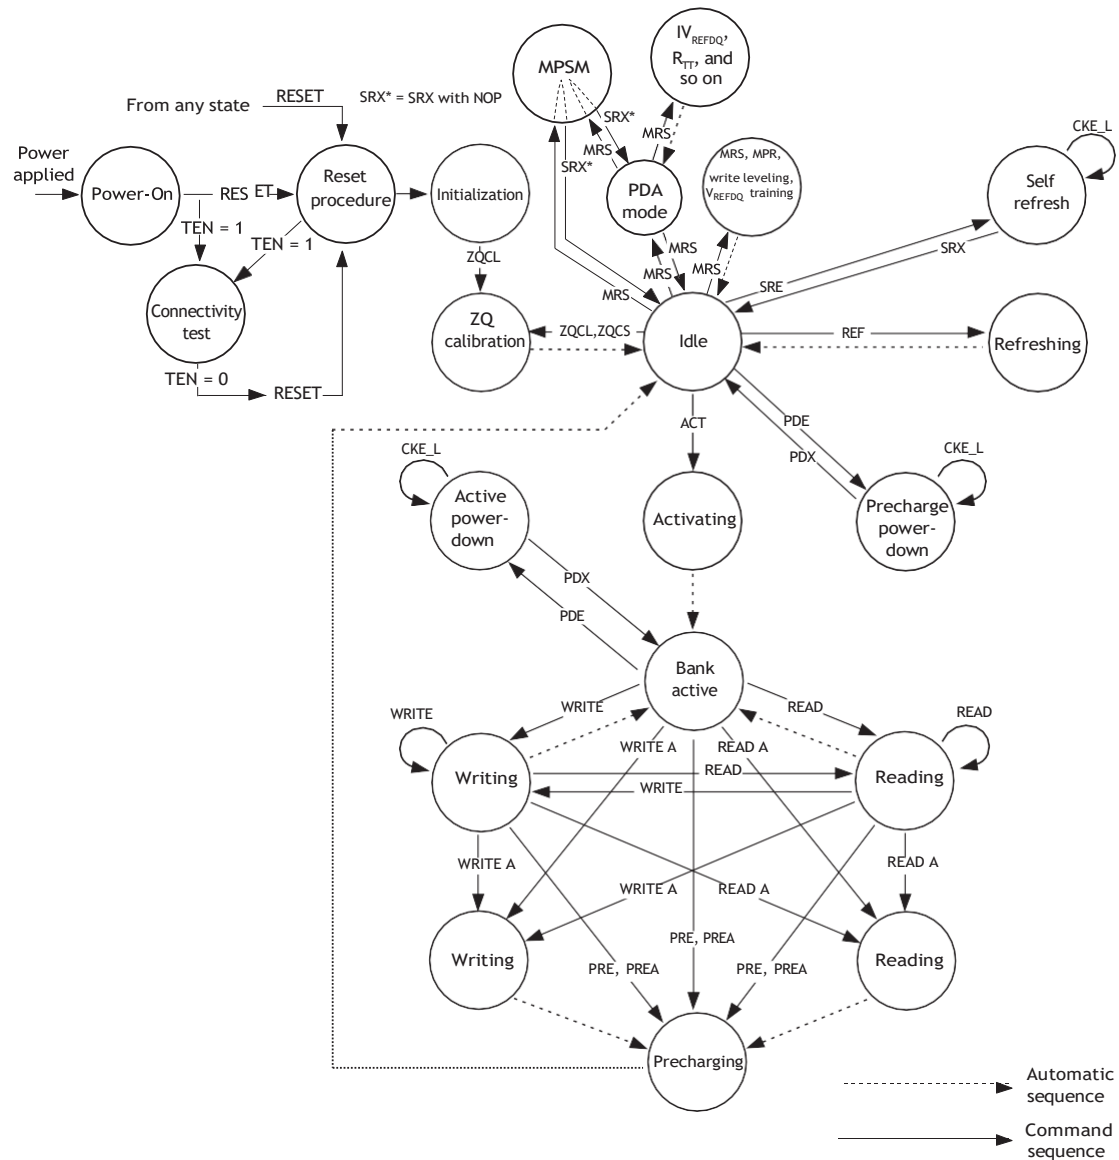 IV_REFDQ,
R_TT, and
so on
MPSM
From any state
RESET
SRX* = SRX with NOP
SRX*
MRS
MRS
SRX*
CKE_L
Power
applied
Power-On
RES ET
Reset
procedure
Initialization
PDA
mode
MRS, MPR,
write leveling,
V_REFDQ training
Self
refresh
TEN = 1
TEN = 1
ZQCL
MRS
MRS
MRS
MRS
SRX
SRE
Connectivity
test
ZQ
calibration
ZQCL,ZQCS
Idle
REF
Refreshing
TEN = 0
RESET
ACT
PDE
PDX
CKE_L
CKE_L
Active
power-
down
Activating
Precharge
power-
down
PDX
PDE
Bank
active
WRITE
WRITE
READ
READ
WRITE A
READ A
Writing
READ
WRITE
Reading
WRITE A
READ A
WRITE A
READ A
Writing
PRE, PREA
Reading
PRE, PREA
PRE, PREA
Precharging
Automatic
sequence
Command
sequence